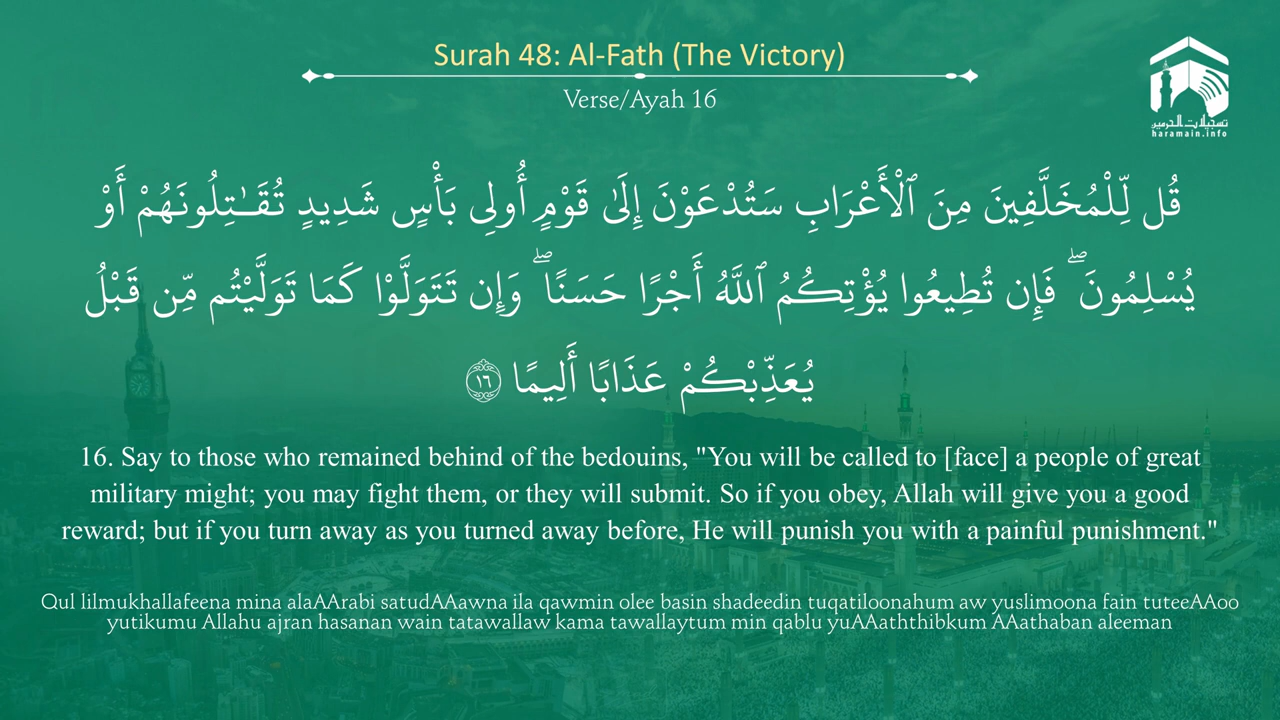 Surah 48: Al-Fath (The Victory)
Verse/Ayah 16
تسجيلات الحرمين
haramain.info
قُل لِّلْمُخَلَّفِينَ مِنَ ٱلْأَعْرَابِ سَتُدْعَوْنَ إِلَىٰ قَوْمٍ أُولِى بَأْسٍ شَدِيدٍ تُقَـٰتِلُونَهُمْ أَوْ
يُسْلِمُونَ ۖ فَإِن تُطِيعُوا يُؤْتِكُمُ ٱللَّهُ أَجْرًا حَسَنًا ۖ وَإِن تَتَوَلَّوْا كَمَا تَوَلَّيْتُم مِّن قَبْلُ
يُعَذِّبْكُمْ عَذَابًا أَلِيمًا ١٦
16. Say to those who remained behind of the bedouins, "You will be called to [face] a people of great
military might; you may fight them, or they will submit. So if you obey, Allah will give you a good
reward; but if you turn away as you turned away before, He will punish you with a painful punishment."
Qul lilmukhallafeena mina alaAArabi satudAAawna ila qawmin olee basin shadeedin tuqatiloonahum aw yuslimoona fain tuteeAAoo
yutikumu Allahu ajran hasanan wain tatawallaw kama tawallaytum min qablu yuAAaththibkum AAathaban aleeman